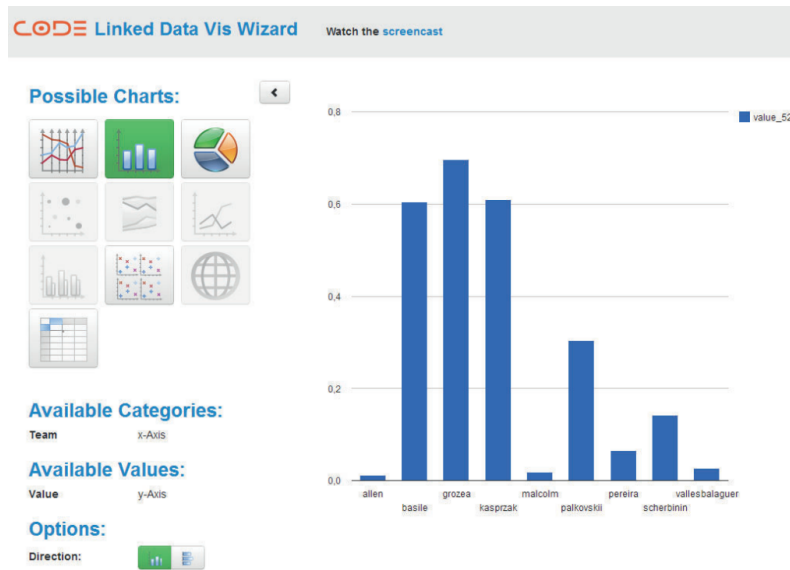 CODE Linked Data Vis Wizard Watch the screencast
Possible Charts:
Available Categories:
Team x-Axis
Available Values:
Value y-Axis
Options:
Direction:
0,8
0,6
0,4
0,2
0,0
value_52
allen grozea malcolm pereira vallesbalaguer
basile kasprzak palkovskii scherbinin